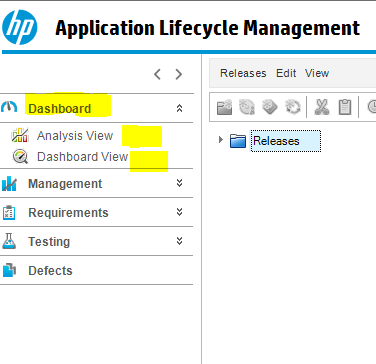 hp Application Lifecycle Management
Releases Edit View
Dashboard
Analysis View
Dashboard View
Management
Requirements
Testing
Defects
Releases